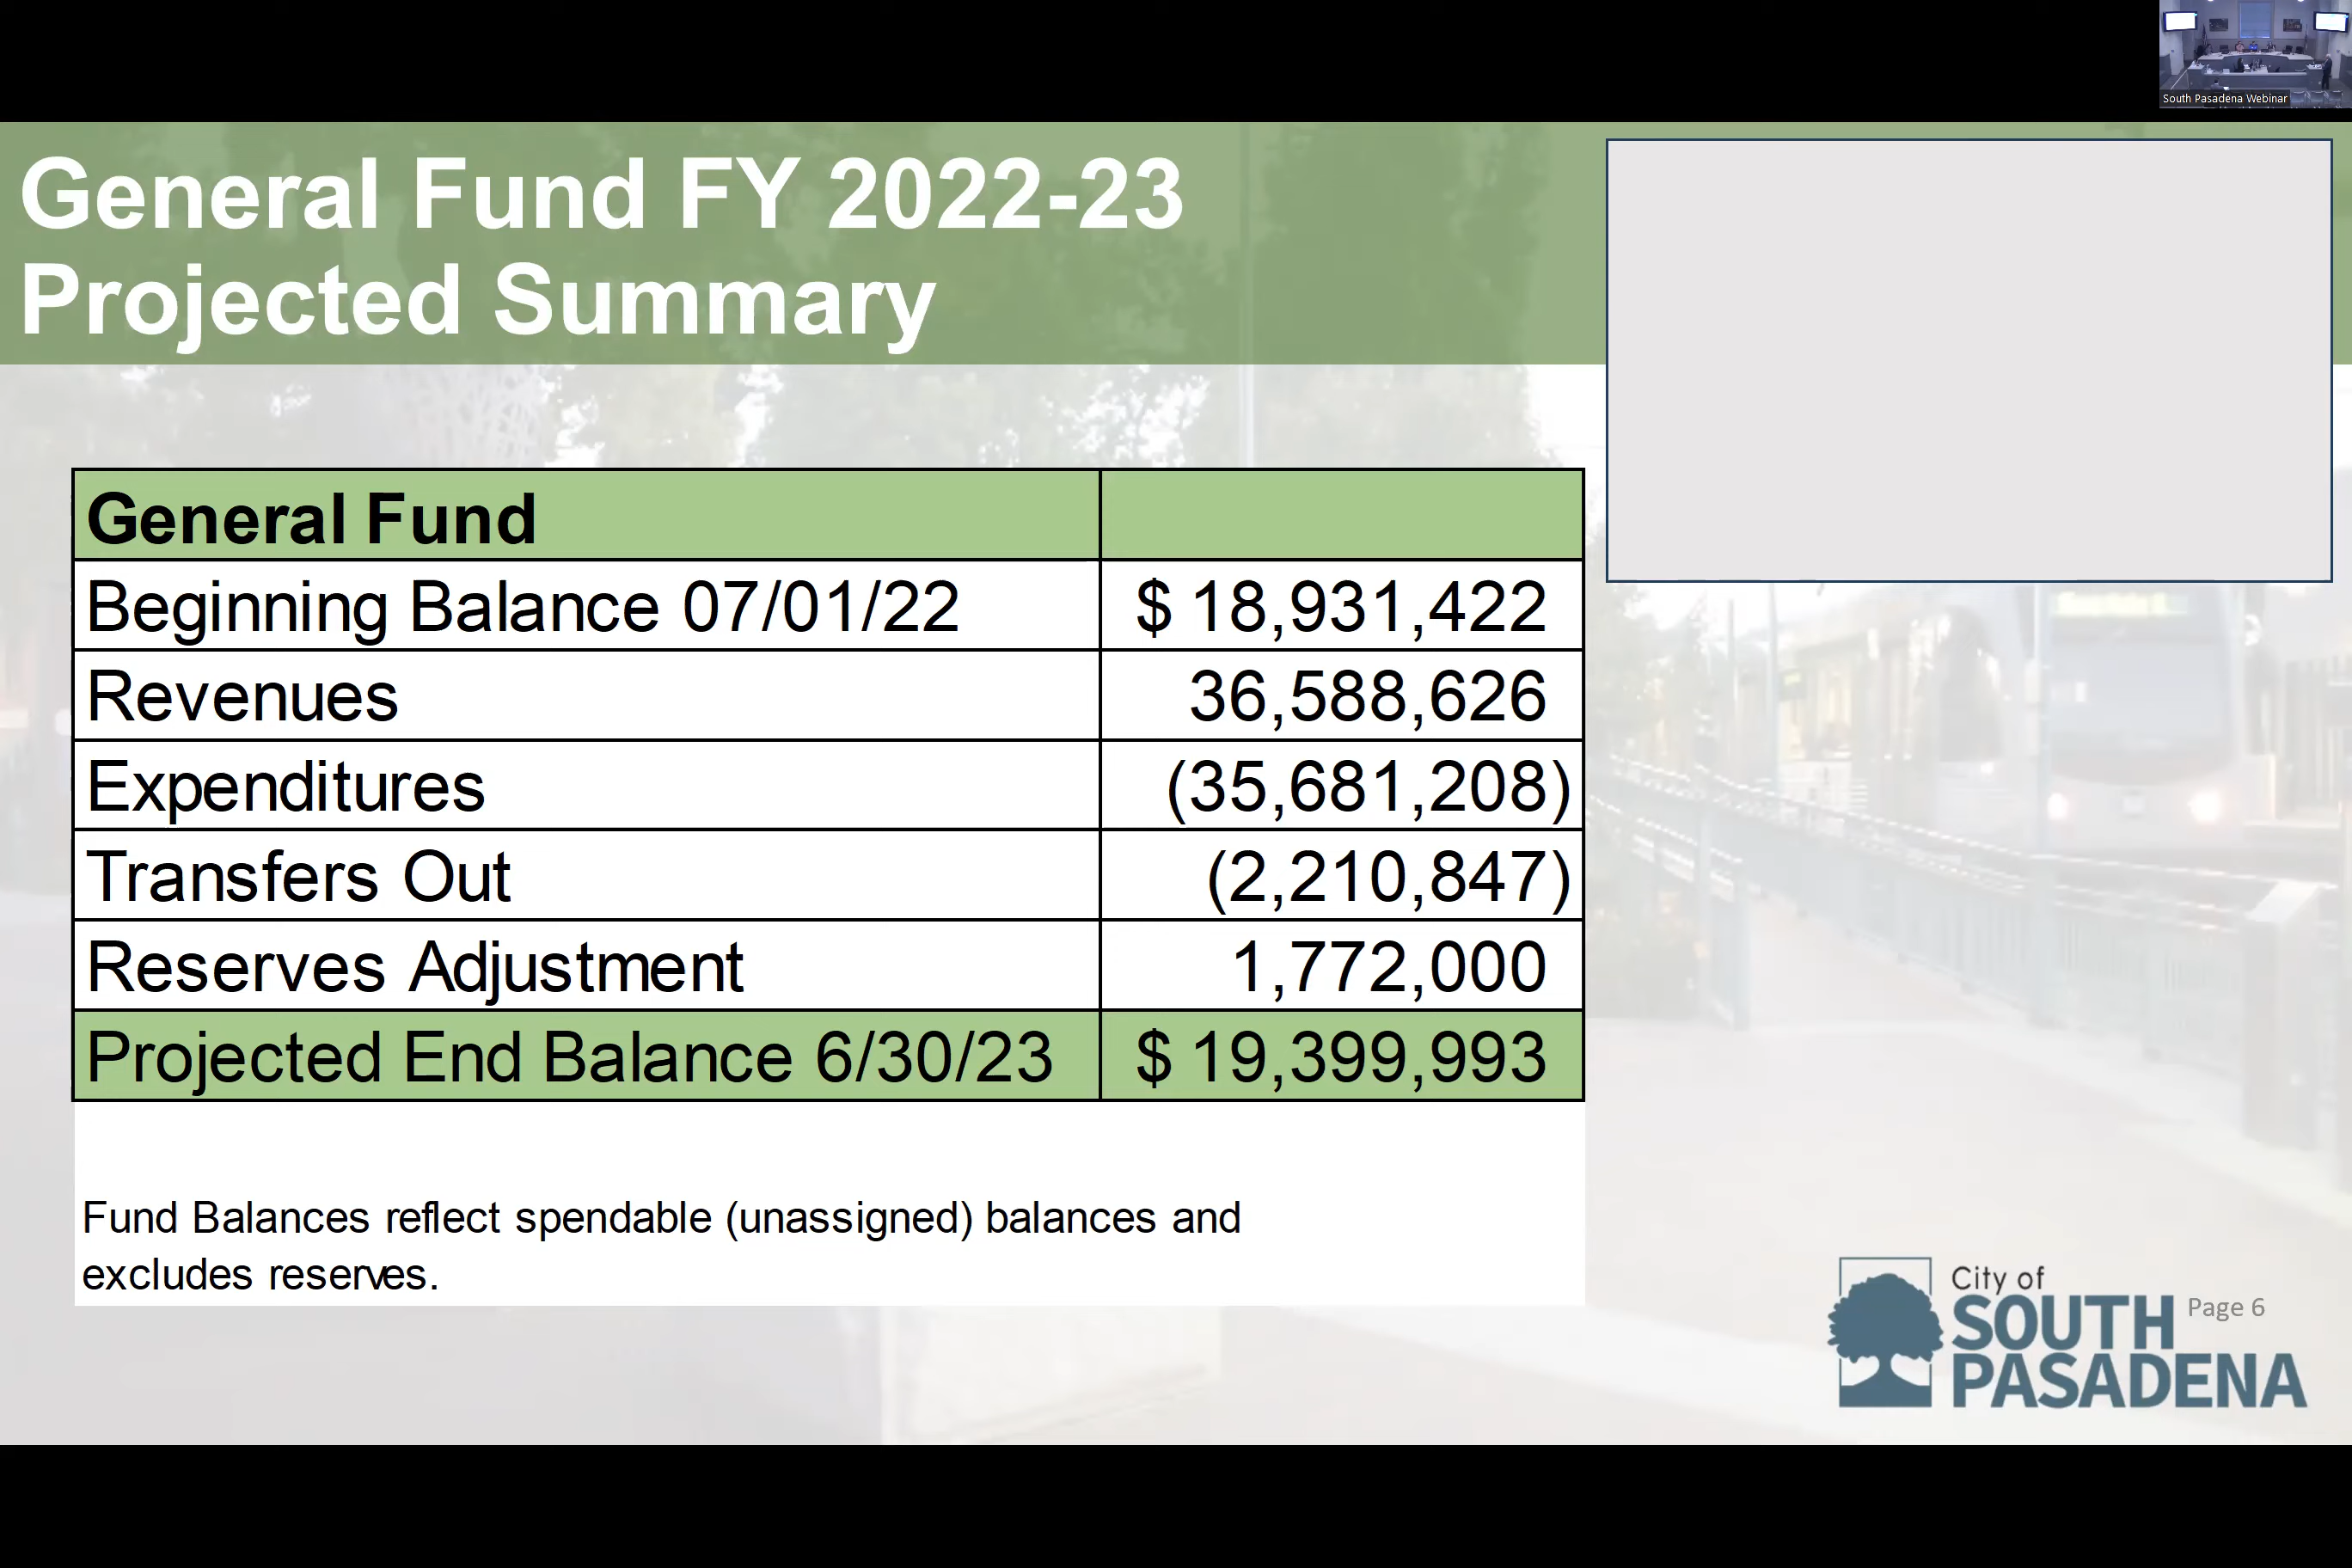 South Pasadena Webinar
General Fund FY 2022-23
Projected Summary
General Fund
Beginning Balance 07/01/22 $ 18,931,422
Revenues 36,588,626
Expenditures (35,681,208)
Transfers Out (2,210,847)
Reserves Adjustment 1,772,000
Projected End Balance 6/30/23 $ 19,399,993
Fund Balances reflect spendable (unassigned) balances and
excludes reserves.
City of
SOUTH
PASADENA
Page 6